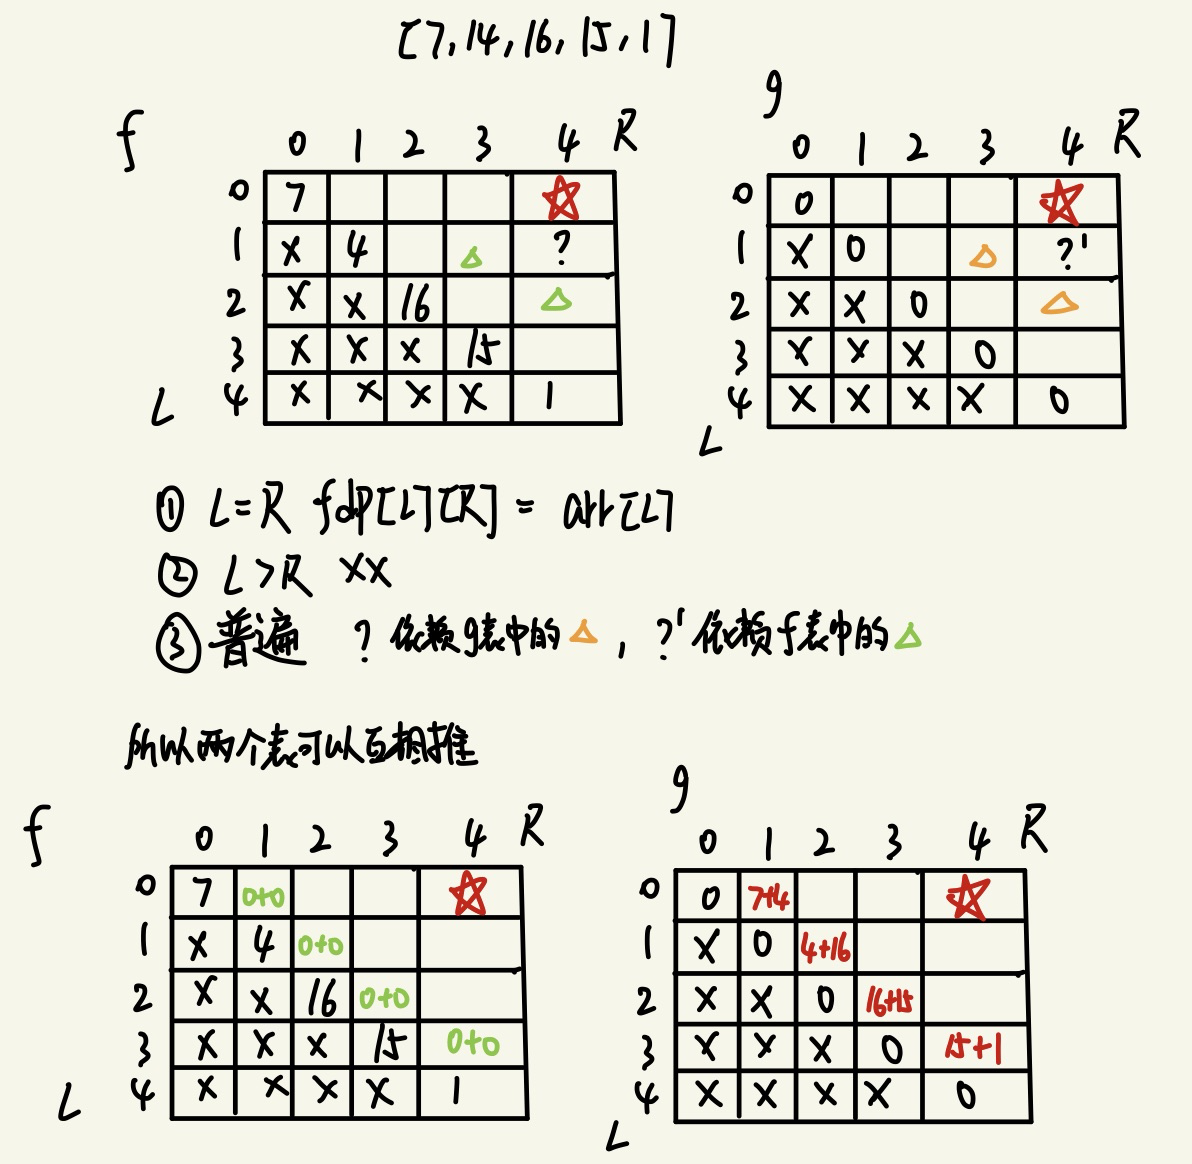 [7,14,16,15,1]
g
f
0 1 2 3 4 R
0 1 2 3 4 R
0 7
0 0
1 X 4 ?
1 X 0 ?'
2 X X 16
2 X X 0
3 X X X 15
3 X X X 0
L 4 X X X X 1
4 X X X X 0
L
① L=R fdp[L][R] = arr[L]
② L>R XX
③ 普遍 ? 依赖g表中的△, ?' 依赖f表中的△
所以两个表可以互相推
g
f
0 1 2 3 4 R
0 1 2 3 4 R
0 7 0+0
0 0 7+4
1 X 4 0+0
1 X 0 4+16
2 X X 16 0+0
2 X X 0 16+15
3 X X X 15 0+0
3 X X X 0 15+1
L 4 X X X X 1
4 X X X X 0
L